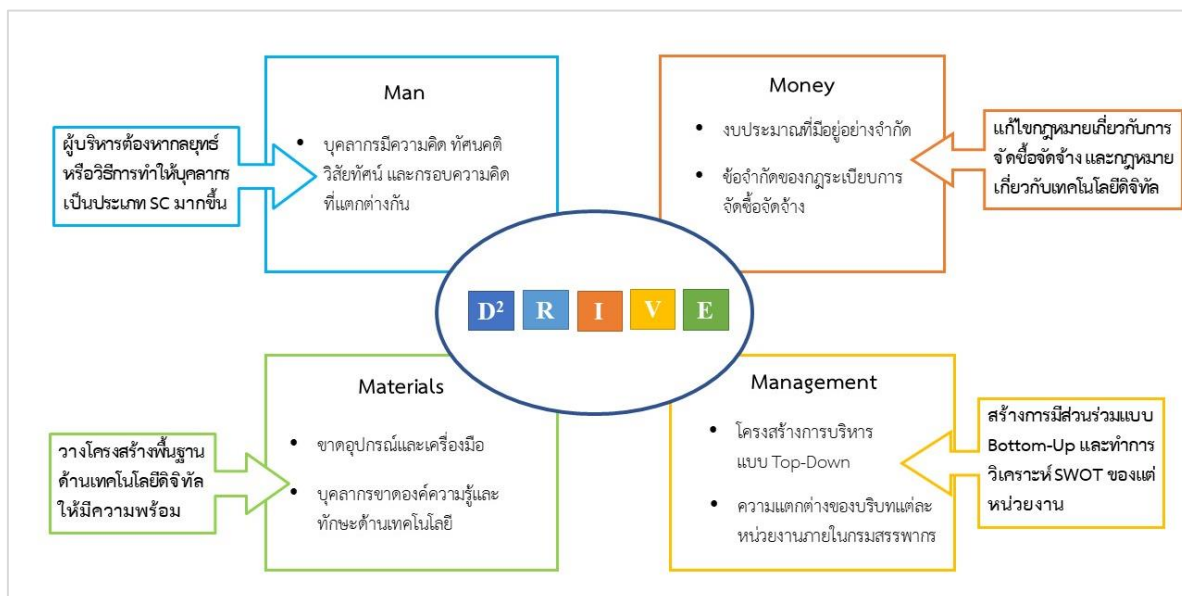 Man
• บุคลากรมีความคิด ทัศนคติ
วิสัยทัศน์ และกรอบความคิด
ที่แตกต่างกัน
ผู้บริหารต้องหากลยุทธ์
หรือวิธีการทำให้บุคลากร
เป็นประเภท SC มากขึ้น
Money
• งบประมาณที่มีอยู่อย่างจำกัด
• ข้อจำกัดของกฎระเบียบการ
จัดซื้อจัดจ้าง
แก้ไขกฎหมายเกี่ยวกับการ
จัดซื้อจัดจ้าง และกฎหมาย
เกี่ยวกับเทคโนโลยีดิจิทัล
D² R I V E
Materials
• ขาดอุปกรณ์และเครื่องมือ
• บุคลากรขาดองค์ความรู้และ
ทักษะด้านเทคโนโลยี
วางโครงสร้างพื้นฐาน
ด้านเทคโนโลยีดิจิทัล
ให้มีความพร้อม
Management
• โครงสร้างการบริหาร
แบบ Top-Down
• ความแตกต่างของบริบทแต่ละ
หน่วยงานภายในกรมสรรพากร
สร้างการมีส่วนร่วมแบบ
Bottom-Up และทำการ
วิเคราะห์ SWOT ของแต่
หน่วยงาน